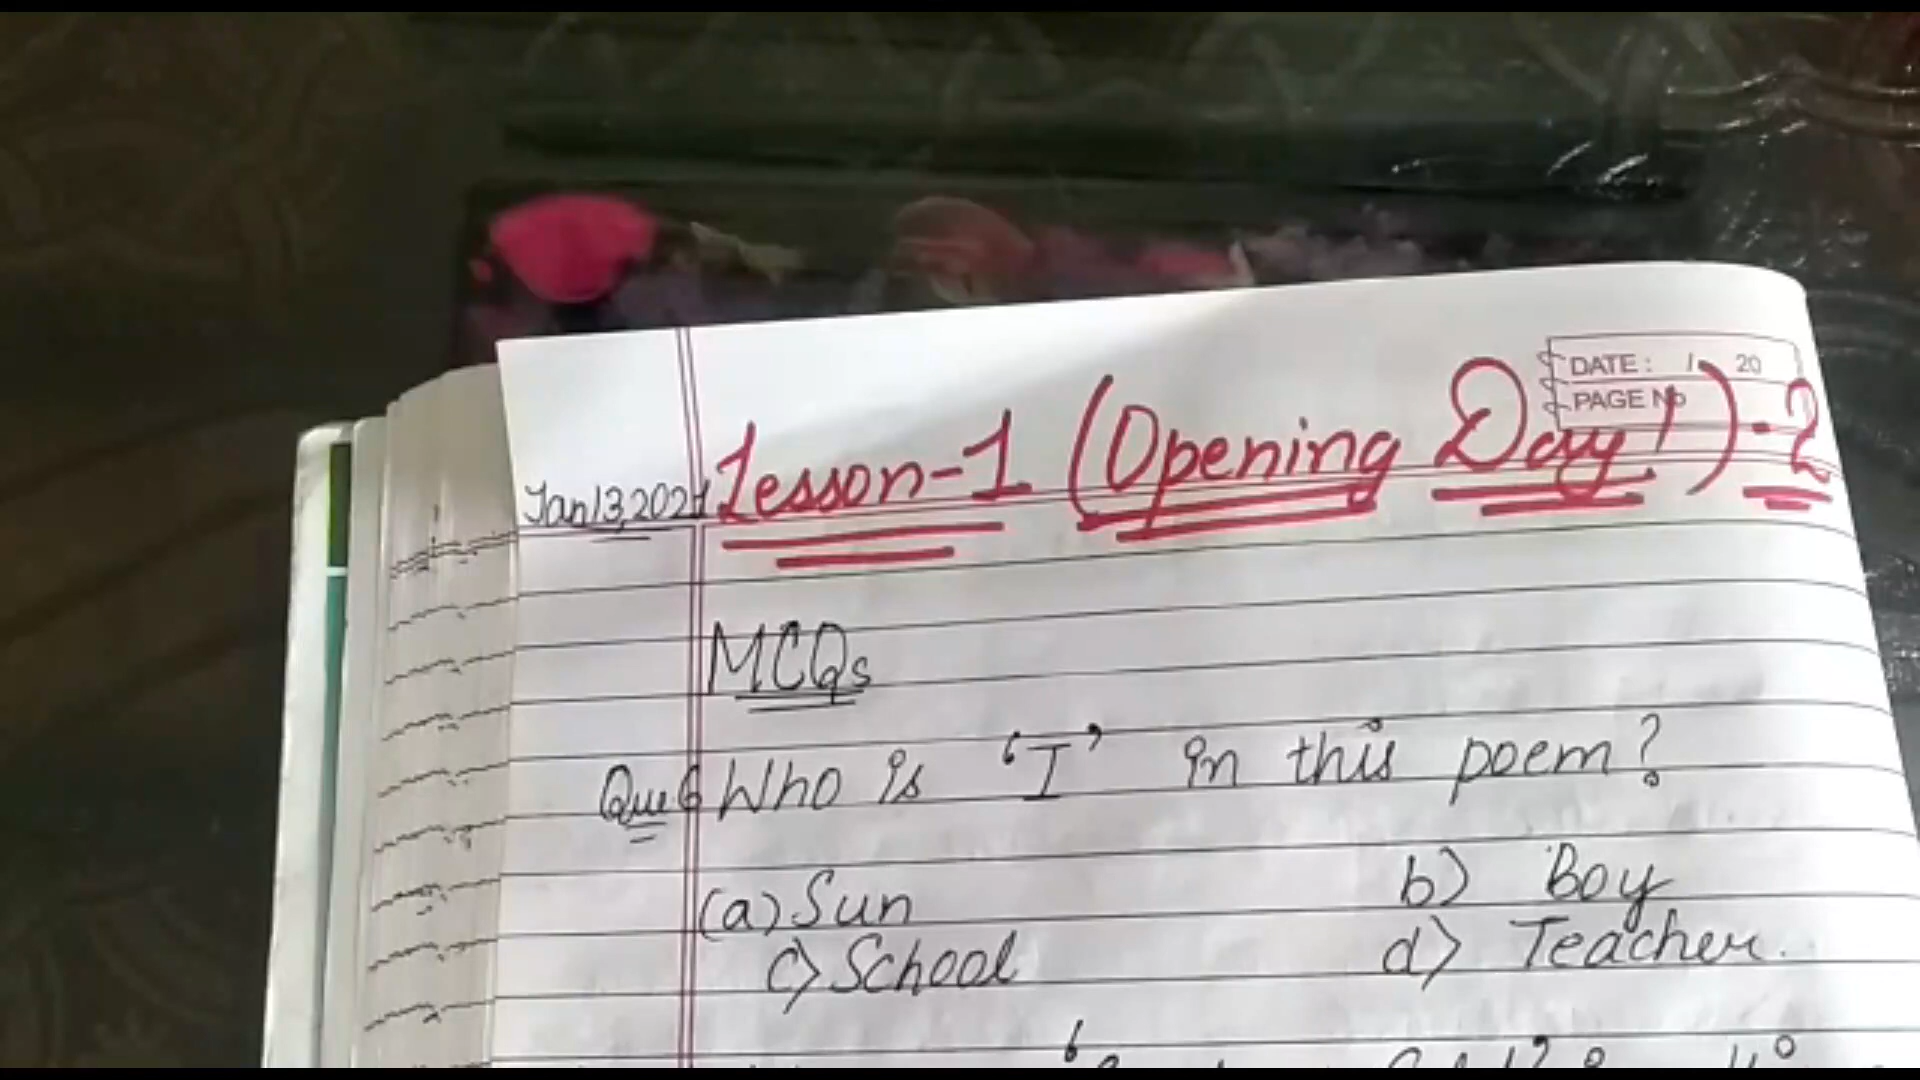 DATE: / 20
PAGE No
Jan 13, 2021 Lesson-1 (Opening Day!)-2
MCQs
Que 6 Who is 'I' in this poem?
(a) Sun b) Boy
c) School d) Teacher.